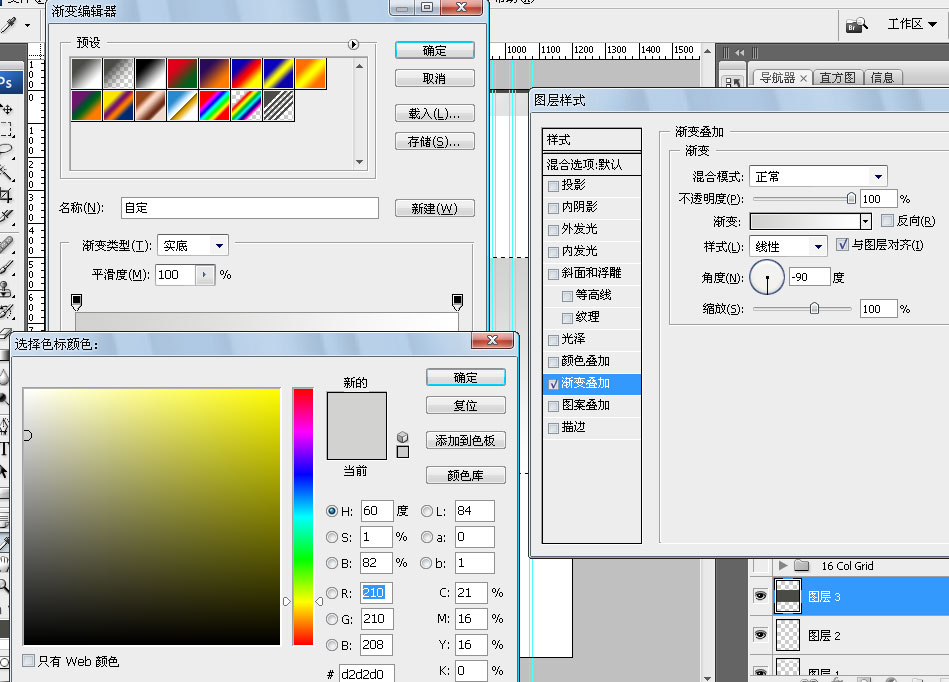 渐变编辑器
预设
确定
取消
载入(L)...
存储(S)...
名称(N):
自定
新建(W)
渐变类型(T):
实底
平滑度(M):
100
%
选择色标颜色:
新的
当前
确定
复位
添加到色板
颜色库
H: 60 度
S: 1 %
B: 82 %
R: 210
G: 210
B: 208
L: 84
a: 0
b: 1
C: 21 %
M: 16 %
Y: 16 %
K: 0 %
# d2d2d0
只有 Web 颜色
1000 1100 1200 1300 1400 1500
Br
工作区
导航器 ×
直方图
信息
Ps
图层样式
样式
混合选项:默认
投影
内阴影
外发光
内发光
斜面和浮雕
等高线
纹理
光泽
颜色叠加
渐变叠加
图案叠加
描边
渐变叠加
渐变
混合模式: 正常
不透明度(P): 100 %
渐变:
反向(R)
样式(L): 线性
与图层对齐(I)
角度(N): -90 度
缩放(S): 100 %
16 Col Grid
图层 3
图层 2
图层 1